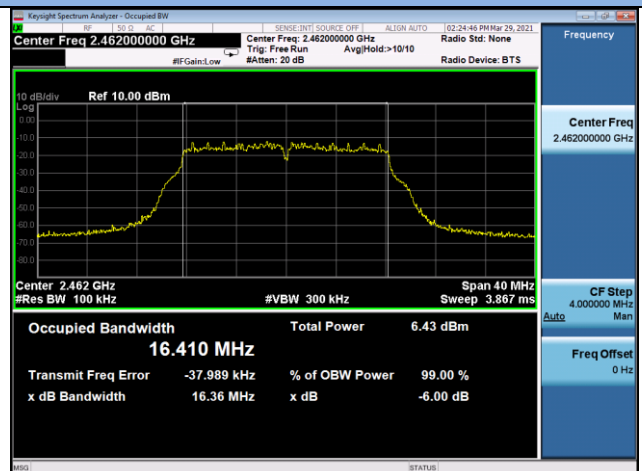 Keysight Spectrum Analyzer - Occupied BW
RF 50 Ω AC SENSE:INT SOURCE OFF ALIGN AUTO 02:24:46 PM Mar 29, 2021
Center Freq 2.462000000 GHz
Center Freq: 2.462000000 GHz
Radio Std: None
Trig: Free Run Avg|Hold:>10/10
#IFGain:Low #Atten: 20 dB Radio Device: BTS
Frequency
10 dB/div Ref 10.00 dBm
Log
0.00
-10.0
-20.0
-30.0
-40.0
-50.0
-60.0
-70.0
-80.0
Center 2.462 GHz Span 40 MHz
#Res BW 100 kHz #VBW 300 kHz Sweep 3.867 ms
Occupied Bandwidth Total Power 6.43 dBm
16.410 MHz
Transmit Freq Error -37.989 kHz % of OBW Power 99.00 %
x dB Bandwidth 16.36 MHz x dB -6.00 dB
Center Freq
2.462000000 GHz
CF Step
4.000000 MHz
Auto Man
Freq Offset
0 Hz
MSG STATUS